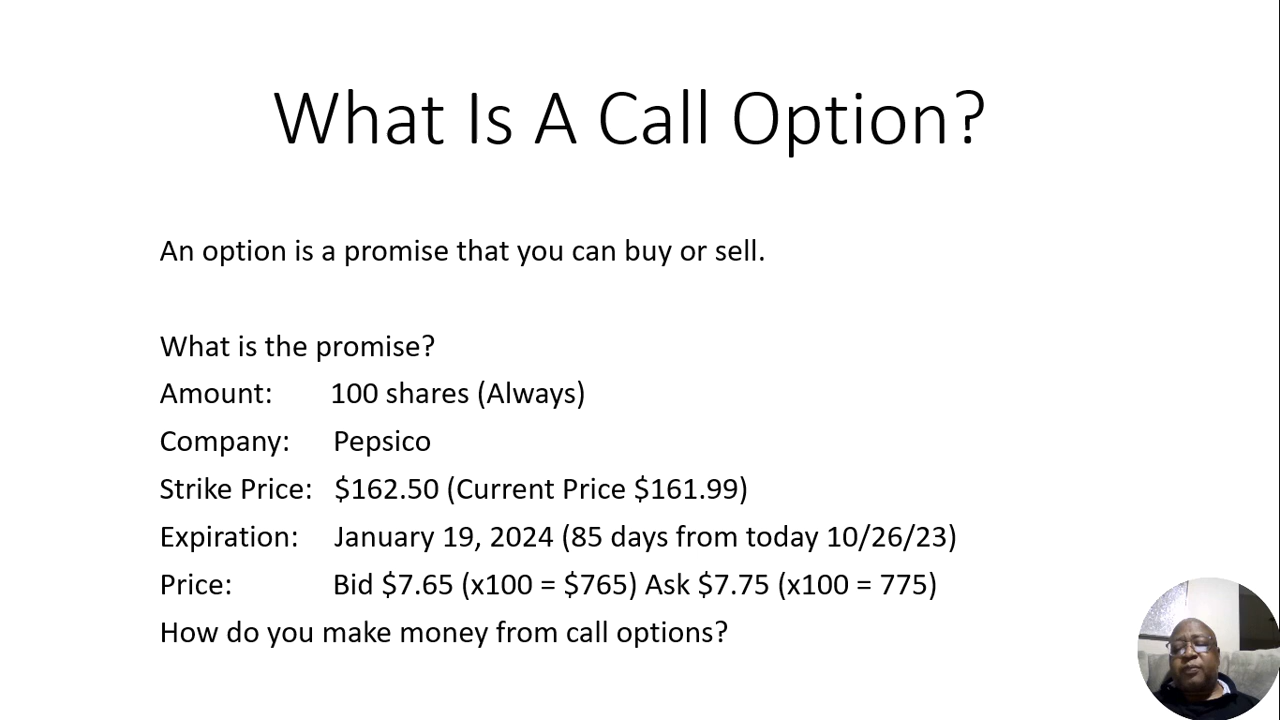 What Is A Call Option?
An option is a promise that you can buy or sell.
What is the promise?
Amount: 100 shares (Always)
Company: Pepsico
Strike Price: $162.50 (Current Price $161.99)
Expiration: January 19, 2024 (85 days from today 10/26/23)
Price: Bid $7.65 (x100 = $765) Ask $7.75 (x100 = 775)
How do you make money from call options?